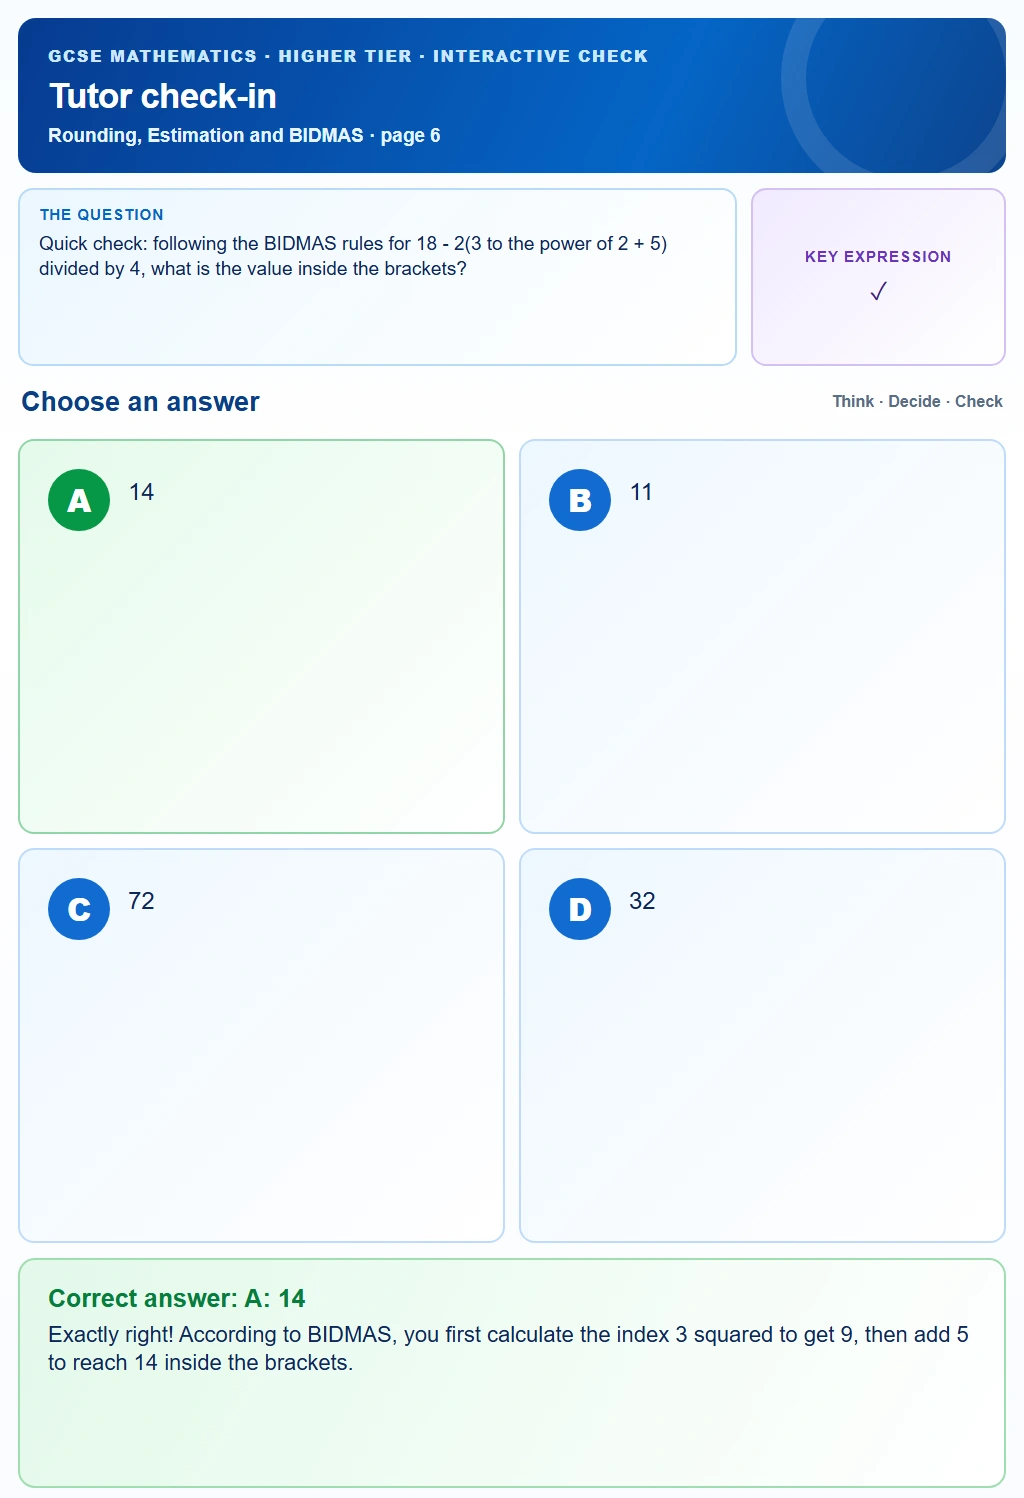 GCSE MATHEMATICS · HIGHER TIER · INTERACTIVE CHECK
Tutor check-in
Rounding, Estimation and BIDMAS · page 6
THE QUESTION
Quick check: following the BIDMAS rules for 18 - 2(3 to the power of 2 + 5)
divided by 4, what is the value inside the brackets?
KEY EXPRESSION
✓
Choose an answer
Think · Decide · Check
A 14
B 11
C 72
D 32
Correct answer: A: 14
Exactly right! According to BIDMAS, you first calculate the index 3 squared to get 9, then add 5
to reach 14 inside the brackets.